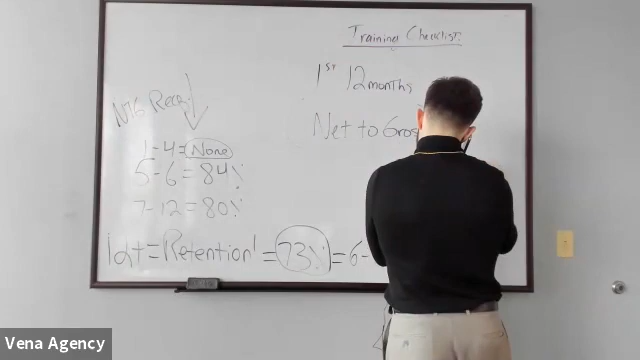 Training Checklist:
1st 12 months
Net to Gros
NTG Req.
1-4 = None
5-6 = 84%
7-12 = 80%
= Retention = 73% = 6-
Vena Agency